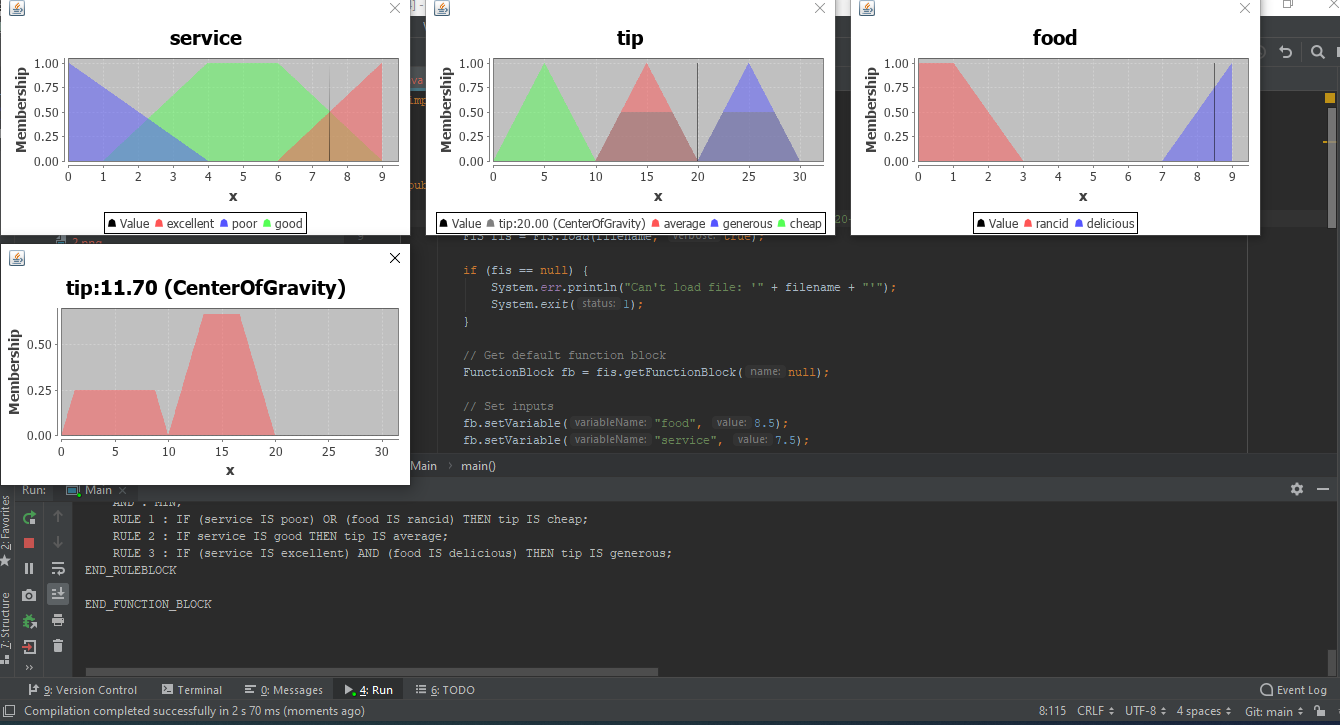 service
1.00
0.75
0.50
0.25
0.00
Membership
0 1 2 3 4 5 6 7 8 9
x
Value excellent poor good
tip
1.00
0.75
0.50
0.25
0.00
Membership
0 5 10 15 20 25 30
x
Value tip:20.00 (CenterOfGravity) average generous cheap
food
1.00
0.75
0.50
0.25
0.00
Membership
0 1 2 3 4 5 6 7 8 9
x
Value rancid delicious
tip:11.70 (CenterOfGravity)
0.50
0.25
0.00
Membership
0 5 10 15 20 25 30
x
2.png
FIS fis = FIS.load(filename, verbose: true);
if (fis == null) {
System.err.println("Can't load file: '" + filename + "'");
System.exit( status: 1);
}
// Get default function block
FunctionBlock fb = fis.getFunctionBlock( name: null);
// Set inputs
fb.setVariable( variableName: "food", value: 8.5);
fb.setVariable( variableName: "service", value: 7.5);
Main › main()
Run: Main
AND : MIN;
RULE 1 : IF (service IS poor) OR (food IS rancid) THEN tip IS cheap;
RULE 2 : IF service IS good THEN tip IS average;
RULE 3 : IF (service IS excellent) AND (food IS delicious) THEN tip IS generous;
END_RULEBLOCK
END_FUNCTION_BLOCK
2: Favorites
7: Structure
9: Version Control Terminal 0: Messages 4: Run 6: TODO Event Log
Compilation completed successfully in 2 s 70 ms (moments ago) 8:115 CRLF UTF-8 4 spaces Git: main